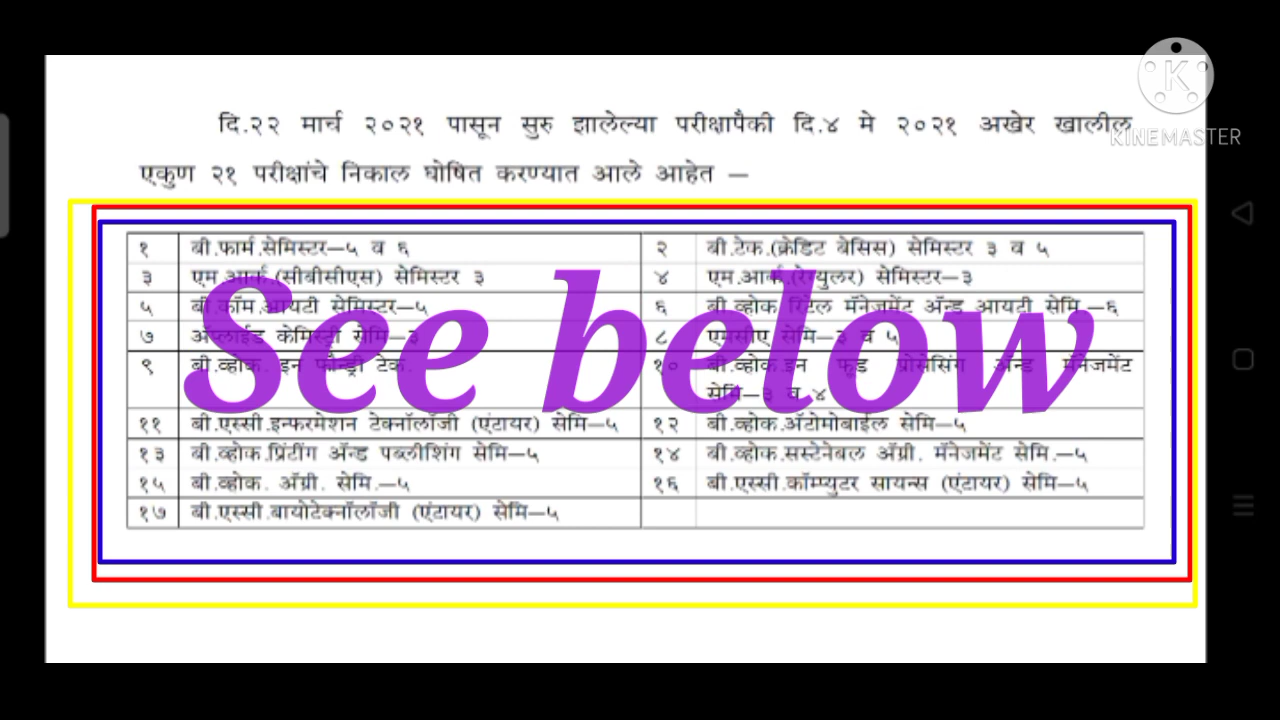 दि.२२ मार्च २०२१ पासून सुरु झालेल्या परीक्षापैकी दि.४ मे २०२१ अखेर खालील
एकुण २१ परीक्षांचे निकाल घोषित करण्यात आले आहेत —
KINEMASTER
१ बी.फार्म.सेमिस्टर—५ व ६ २ बी.टेक.(क्रेडिट बेसिस) सेमिस्टर ३ व ५
३ एम.आर्क.(सीबीसीएस) सेमिस्टर ३ ४ एम.आर्क.(रेग्युलर) सेमिस्टर—३
५ बी.कॉम.आयटी सेमिस्टर—५ ६ बी.व्होक रिटेल मॅनेजमेंट ॲन्ड आयटी सेमि.—६
७ अप्लाईड केमिस्ट्री सेमि—३ ८ एमसीए सेमि—३ व ५
९ बी.व्होक. इन फौन्ड्री टेक. १० बी.व्होक.इन फूड प्रोसेसिंग ॲन्ड मॅनेजमेंट
सेमि—३ व ४
See below
११ बी.एस्सी.इन्फरमेशन टेक्नॉलॉजी (एंटायर) सेमि—५ १२ बी.व्होक.ॲटोमोबाईल सेमि—५
१३ बी.व्होक.प्रिंटींग ॲन्ड पब्लीशिंग सेमि—५ १४ बी.व्होक.सस्टेनेबल ॲग्री. मॅनेजमेंट सेमि.—५
१५ बी.व्होक. ॲग्री. सेमि.—५ १६ बी.एस्सी.कॉम्प्युटर सायन्स (एंटायर) सेमि—५
१७ बी.एस्सी.बायोटेक्नॉलॉजी (एंटायर) सेमि—५